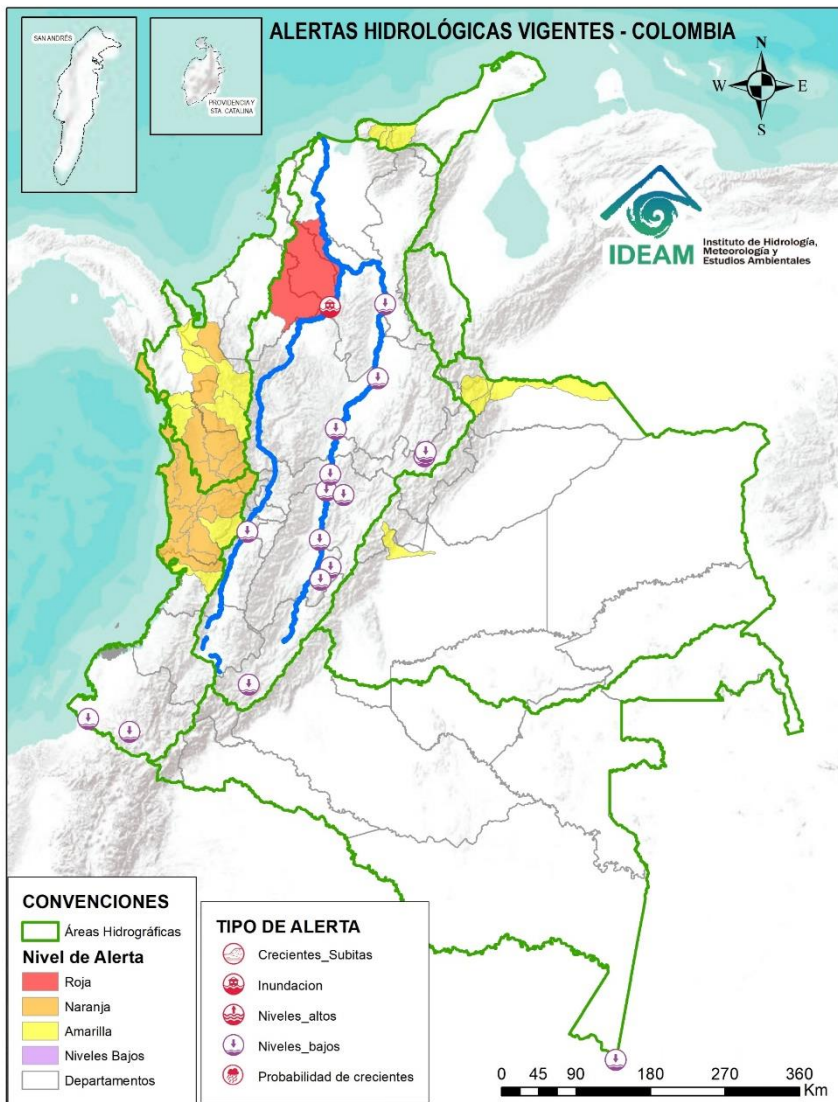 ALERTAS HIDROLÓGICAS VIGENTES - COLOMBIA
SAN ANDRÉS
PROVIDENCIA Y
STA. CATALINA
N
W
E
S
IDEAM
Instituto de Hidrología,
Meteorología y
Estudios Ambientales
CONVENCIONES
Áreas Hidrográficas
Nivel de Alerta
Roja
Naranja
Amarilla
Niveles Bajos
Departamentos
TIPO DE ALERTA
Crecientes_Subitas
Inundacion
Niveles_altos
Niveles_bajos
Probabilidad de crecientes
0 45 90 180 270 360
Km